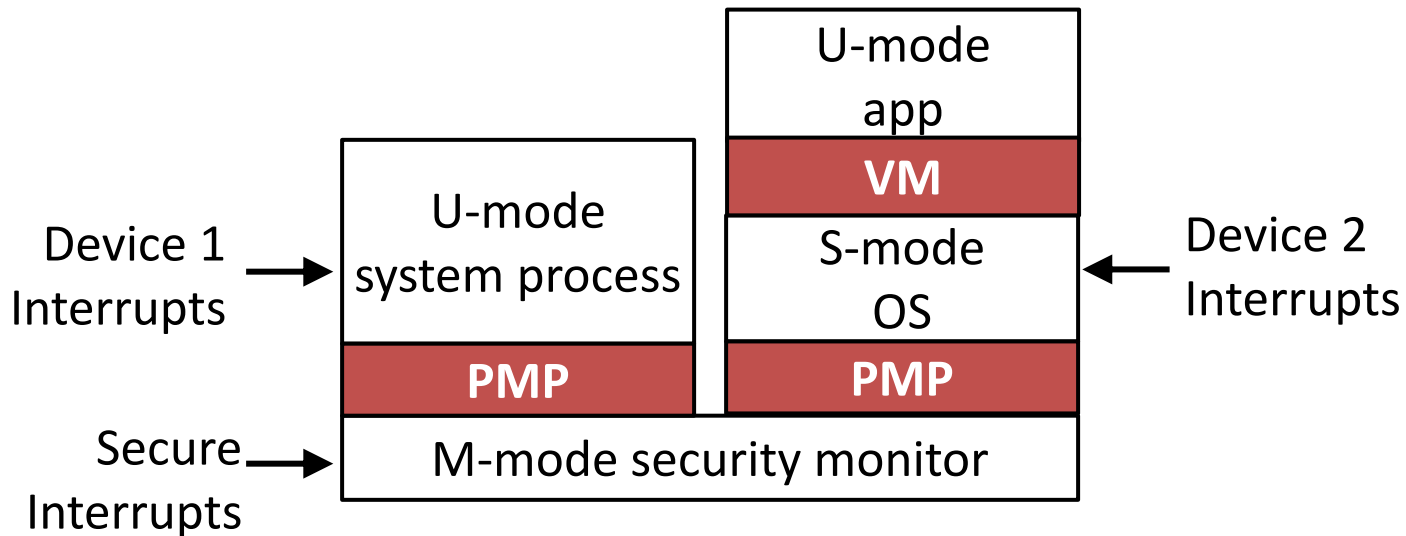 U-mode
app
VM
U-mode
system process
S-mode
OS
Device 1
Interrupts
Device 2
Interrupts
PMP
PMP
Secure
Interrupts
M-mode security monitor